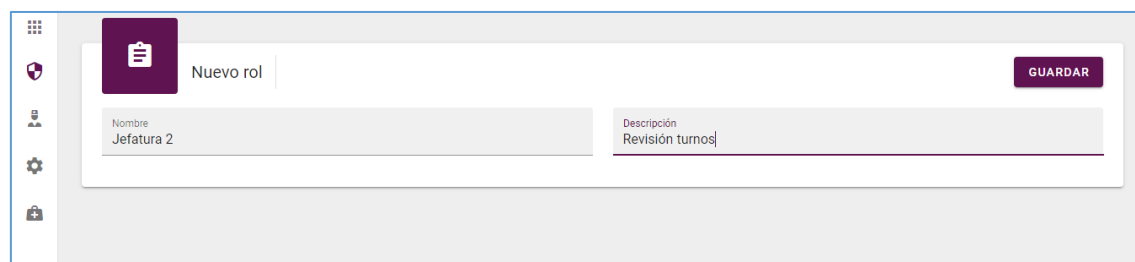 Nuevo rol
GUARDAR
Nombre
Jefatura 2
Descripción
Revisión turnos